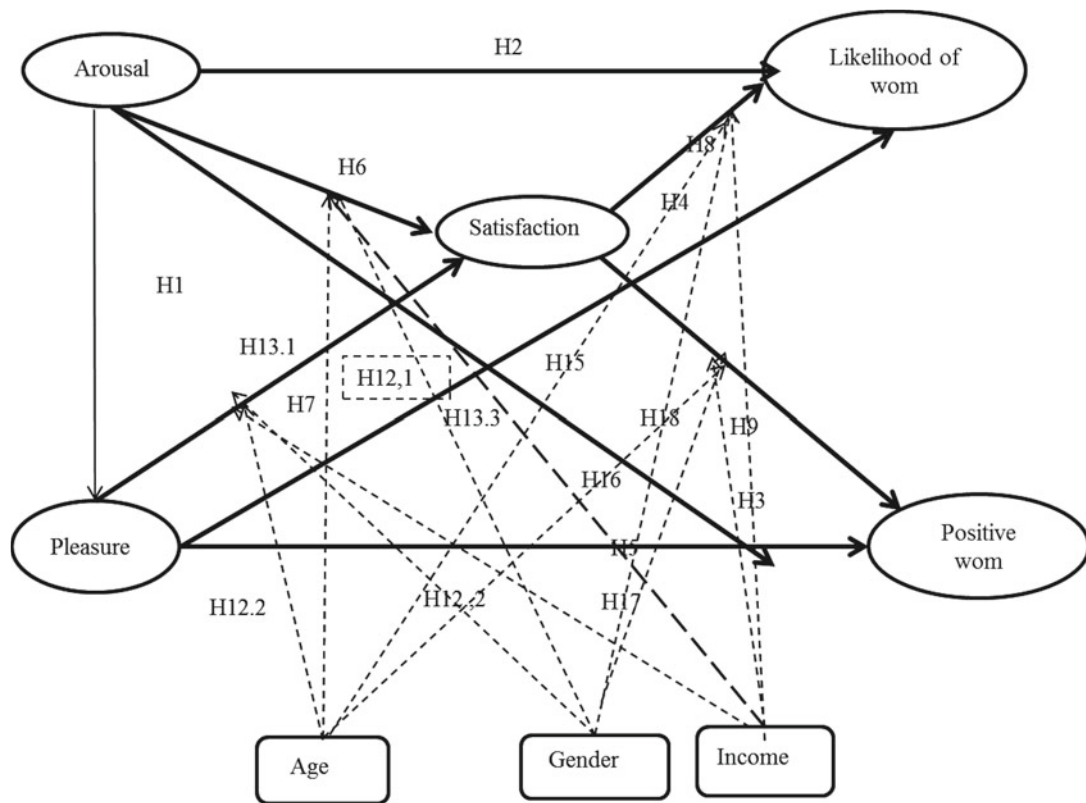 H2
Arousal
Likelihood of
wom
H8
H6
H4
Satisfaction
H1
H13.1
H12,1
H15
H7
H13.3
H18
H9
H16
H3
Pleasure
H5
Positive
wom
H12.2
H12,,2
H17
Age
Gender
Income